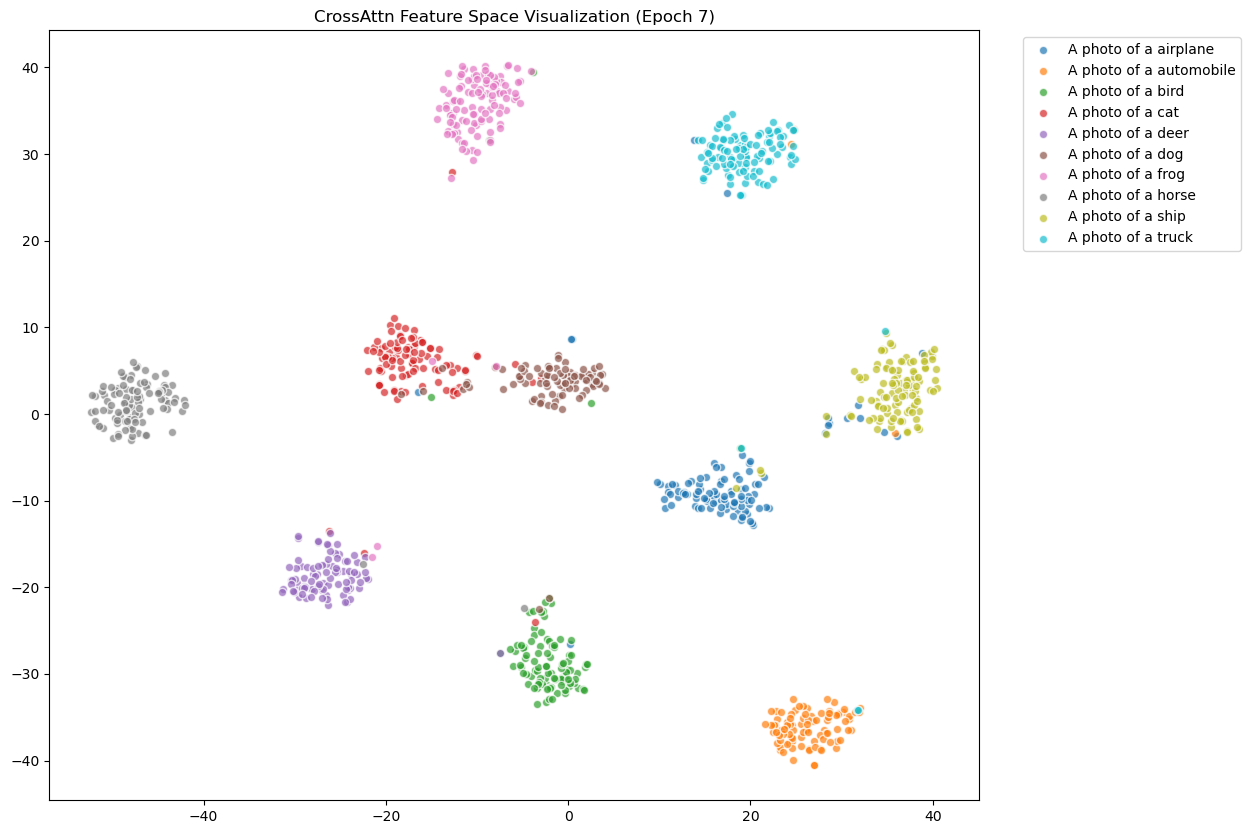 CrossAttn Feature Space Visualization (Epoch 7)
A photo of a airplane
A photo of a automobile
A photo of a bird
A photo of a cat
A photo of a deer
A photo of a dog
A photo of a frog
A photo of a horse
A photo of a ship
A photo of a truck
40
30
20
10
0
−10
−20
−30
−40
−40
−20
0
20
40